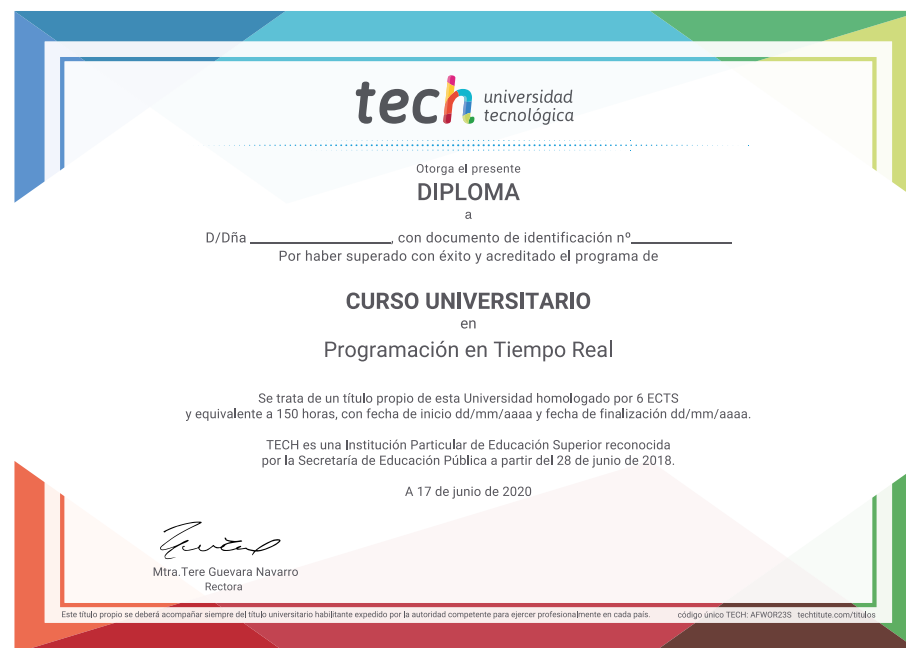 tech universidad
tecnológica
Otorga el presente
DIPLOMA
a
D/Dña ____________________, con documento de identificación nº______________
Por haber superado con éxito y acreditado el programa de
CURSO UNIVERSITARIO
en
Programación en Tiempo Real
Se trata de un título propio de esta Universidad homologado por 6 ECTS
y equivalente a 150 horas, con fecha de inicio dd/mm/aaaa y fecha de finalización dd/mm/aaaa.
TECH es una Institución Particular de Educación Superior reconocida
por la Secretaría de Educación Pública a partir del 28 de junio de 2018.
A 17 de junio de 2020
Mtra.Tere Guevara Navarro
Rectora
Este título propio se deberá acompañar siempre del título universitario habilitante expedido por la autoridad competente para ejercer profesionalmente en cada país. código único TECH: AFWOR23S techtitute.com/títulos